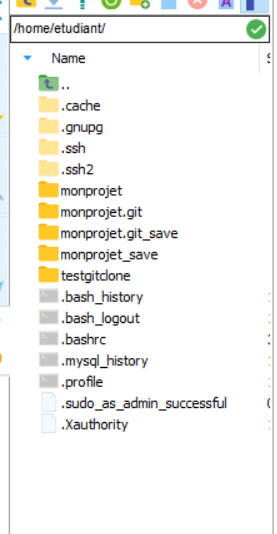 /home/etudiant/
Name
..
.cache
.gnupg
.ssh
.ssh2
monprojet
monprojet.git
monprojet.git_save
monprojet_save
testgitclone
.bash_history
.bash_logout
.bashrc
.mysql_history
.profile
.sudo_as_admin_successful
.Xauthority